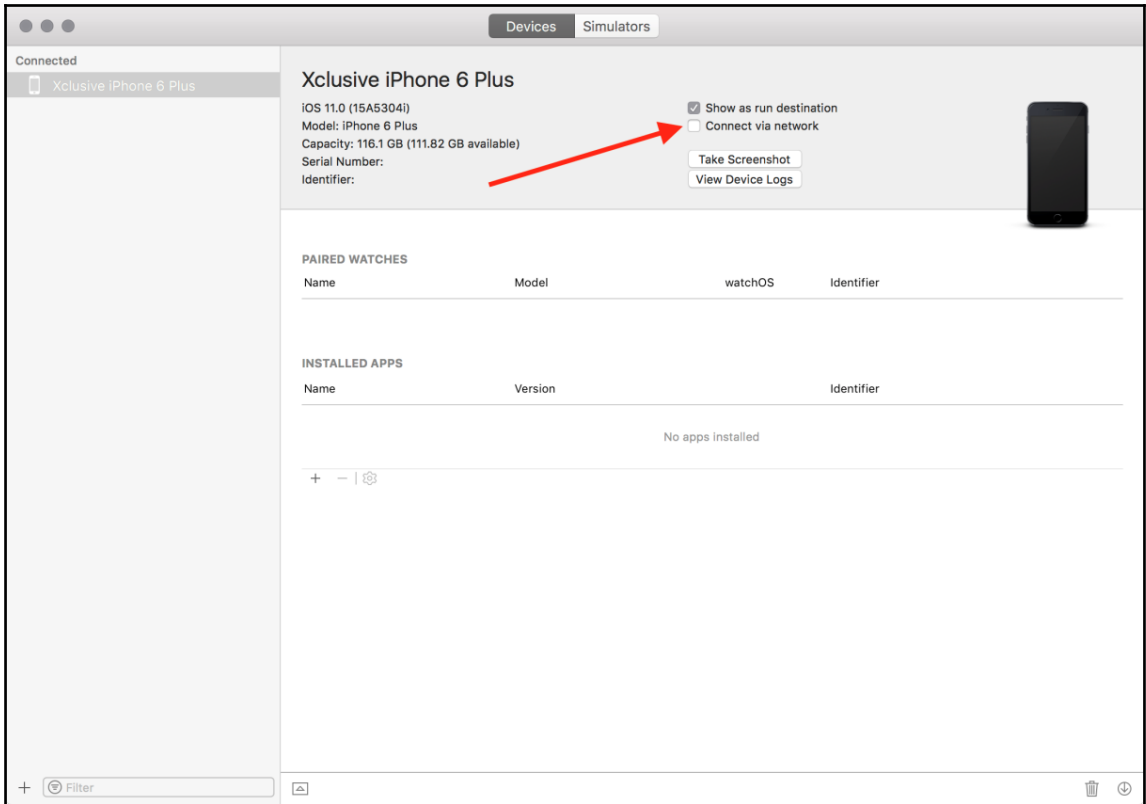 Devices Simulators
Connected
Xclusive iPhone 6 Plus
Xclusive iPhone 6 Plus
iOS 11.0 (15A5304i)
Model: iPhone 6 Plus
Capacity: 116.1 GB (111.82 GB available)
Serial Number:
Identifier:
Show as run destination
Connect via network
Take Screenshot
View Device Logs
PAIRED WATCHES
Name Model watchOS Identifier
INSTALLED APPS
Name Version Identifier
No apps installed
Filter